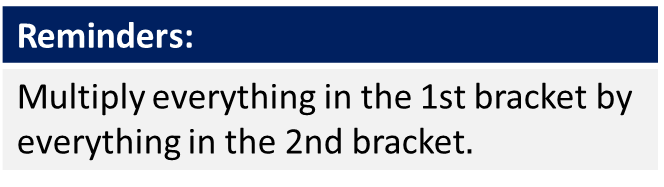 Reminders:
Multiply everything in the 1st bracket by
everything in the 2nd bracket.